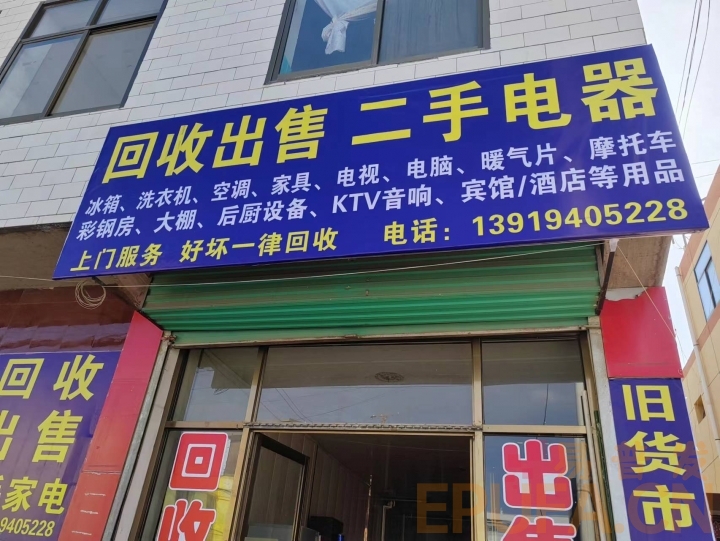 回收出售 二手电器
冰箱、洗衣机、空调、家具、电视、电脑、暖气片、摩托车
彩钢房、大棚、后厨设备、KTV音响、宾馆/酒店等用品
上门服务 好坏一律回收 电话：13919405228
回收
出售
家电
9405228
回收
出售
旧货市